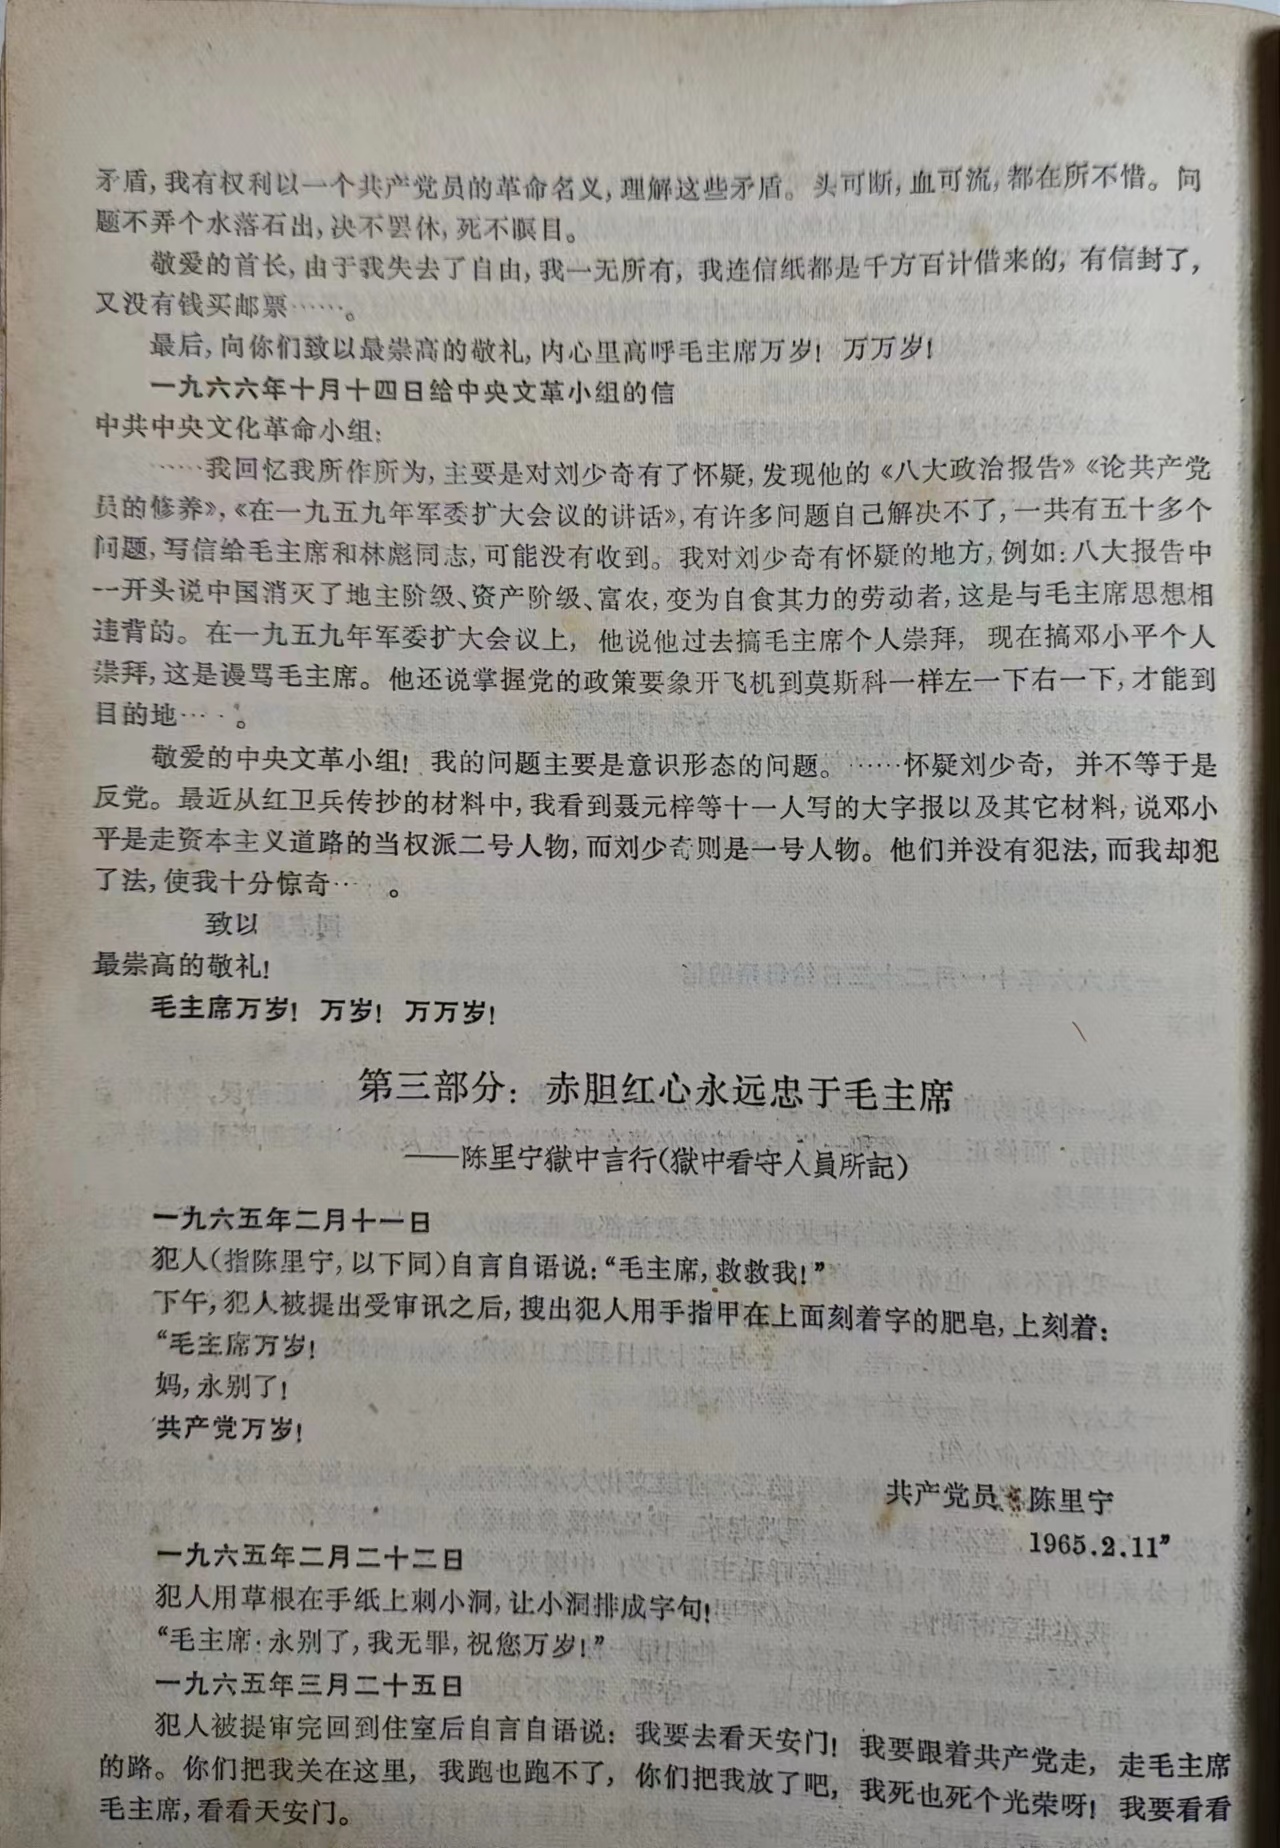 矛盾，我有权利以一个共产党员的革命名义，理解这些矛盾。头可断，血可流，都在所不惜。问
题不弄个水落石出，决不罢休，死不瞑目。
敬爱的首长，由于我失去了自由，我一无所有，我连信纸都是千方百计借来的，有信封了，
又没有钱买邮票……。
最后，向你们致以最崇高的敬礼，内心里高呼毛主席万岁！万万岁！
一九六六年十月十四日给中央文革小组的信
中共中央文化革命小组：
……我回忆我所作所为，主要是对刘少奇有了怀疑，发现他的《八大政治报告》《论共产党
员的修养》，《在一九五九年军委扩大会议的讲话》，有许多问题自己解决不了，一共有五十多个
问题，写信给毛主席和林彪同志，可能没有收到。我对刘少奇有怀疑的地方，例如：八大报告中
一开头说中国消灭了地主阶级、资产阶级、富农，变为自食其力的劳动者，这是与毛主席思想相
违背的。在一九五九年军委扩大会议上，他说他过去搞毛主席个人崇拜，现在搞邓小平个人
崇拜，这是谩骂毛主席。他还说掌握党的政策要象开飞机到莫斯科一样左一下右一下，才能到
目的地……。
敬爱的中央文革小组！我的问题主要是意识形态的问题。……怀疑刘少奇，并不等于是
反党。最近从红卫兵传抄的材料中，我看到聂元梓等十一人写的大字报以及其它材料，说邓小
平是走资本主义道路的当权派二号人物，而刘少奇则是一号人物。他们并没有犯法，而我却犯
了法，使我十分惊奇……。
致以
最崇高的敬礼！
毛主席万岁！万岁！万万岁！
第三部分：赤胆红心永远忠于毛主席
——陈里宁獄中言行（獄中看守人員所記）
一九六五年二月十一日
犯人（指陈里宁，以下同）自言自语说：“毛主席，救救我！”
下午，犯人被提出受审讯之后，搜出犯人用手指甲在上面刻着字的肥皂，上刻着：
“毛主席万岁！
妈，永别了！
共产党万岁！
共产党员 陈里宁
1965.2.11”
一九六五年二月二十二日
犯人用草根在手纸上刺小洞，让小洞排成字句！
“毛主席：永别了，我无罪，祝您万岁！”
一九六五年三月二十五日
犯人被提审完回到住室后自言自语说：我要去看天安门！我要跟着共产党走，走毛主席
的路。你们把我关在这里，我跑也跑不了，你们把我放了吧，我死也死个光荣呀！我要看看
毛主席，看看天安门。